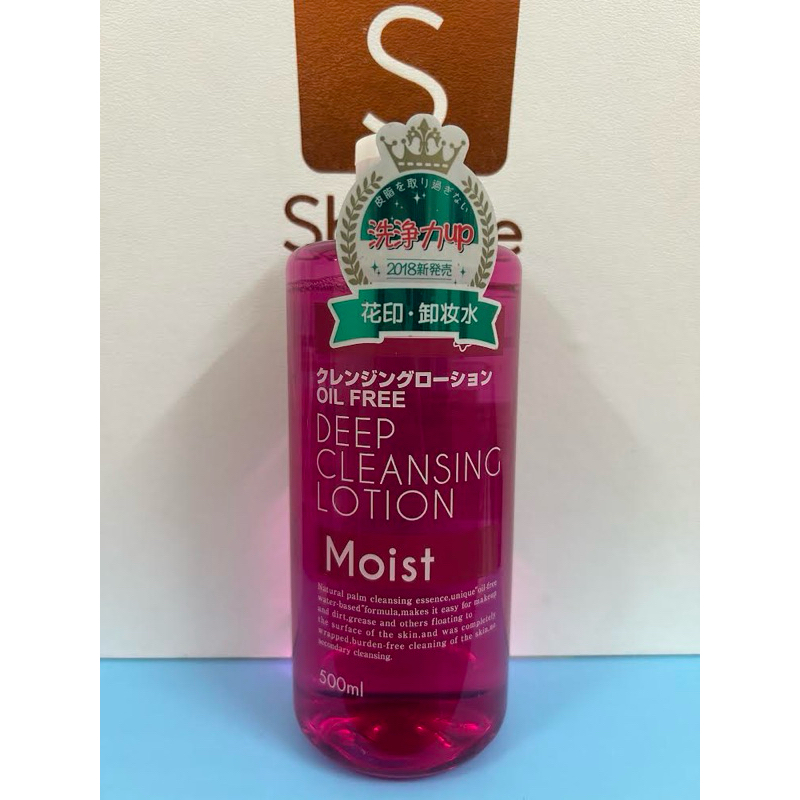 S
皮脂を取り過ぎない
洗浄力up
2018新発売
花印・卸妆水
クレンジングローション
OIL FREE
DEEP
CLEANSING
LOTION
Moist
Natural palm cleansing essence,unique"oil-free
water-based"formula,makes it easy for makeup
and dirt,grease and others floating to
the surface of the skin,and was completely
wrapped,burden-free cleaning of the skin,no
secondary cleansing.
500ml